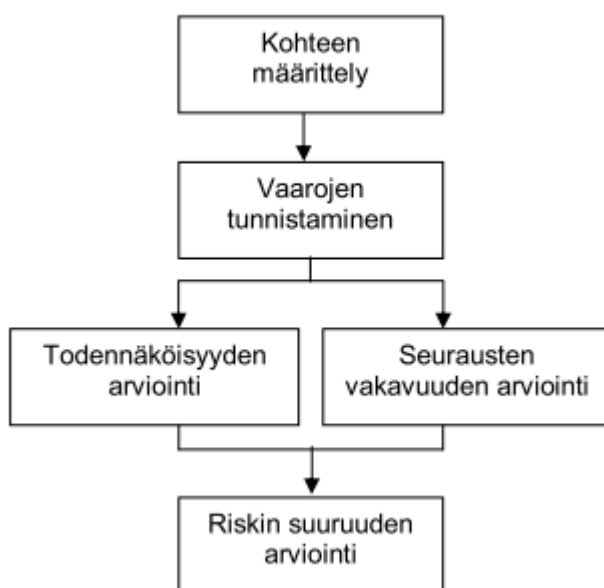 Kohteen
määrittely
Vaarojen
tunnistaminen
Todennäköisyyden
arviointi
Seurausten
vakavuuden arviointi
Riskin suuruuden
arviointi